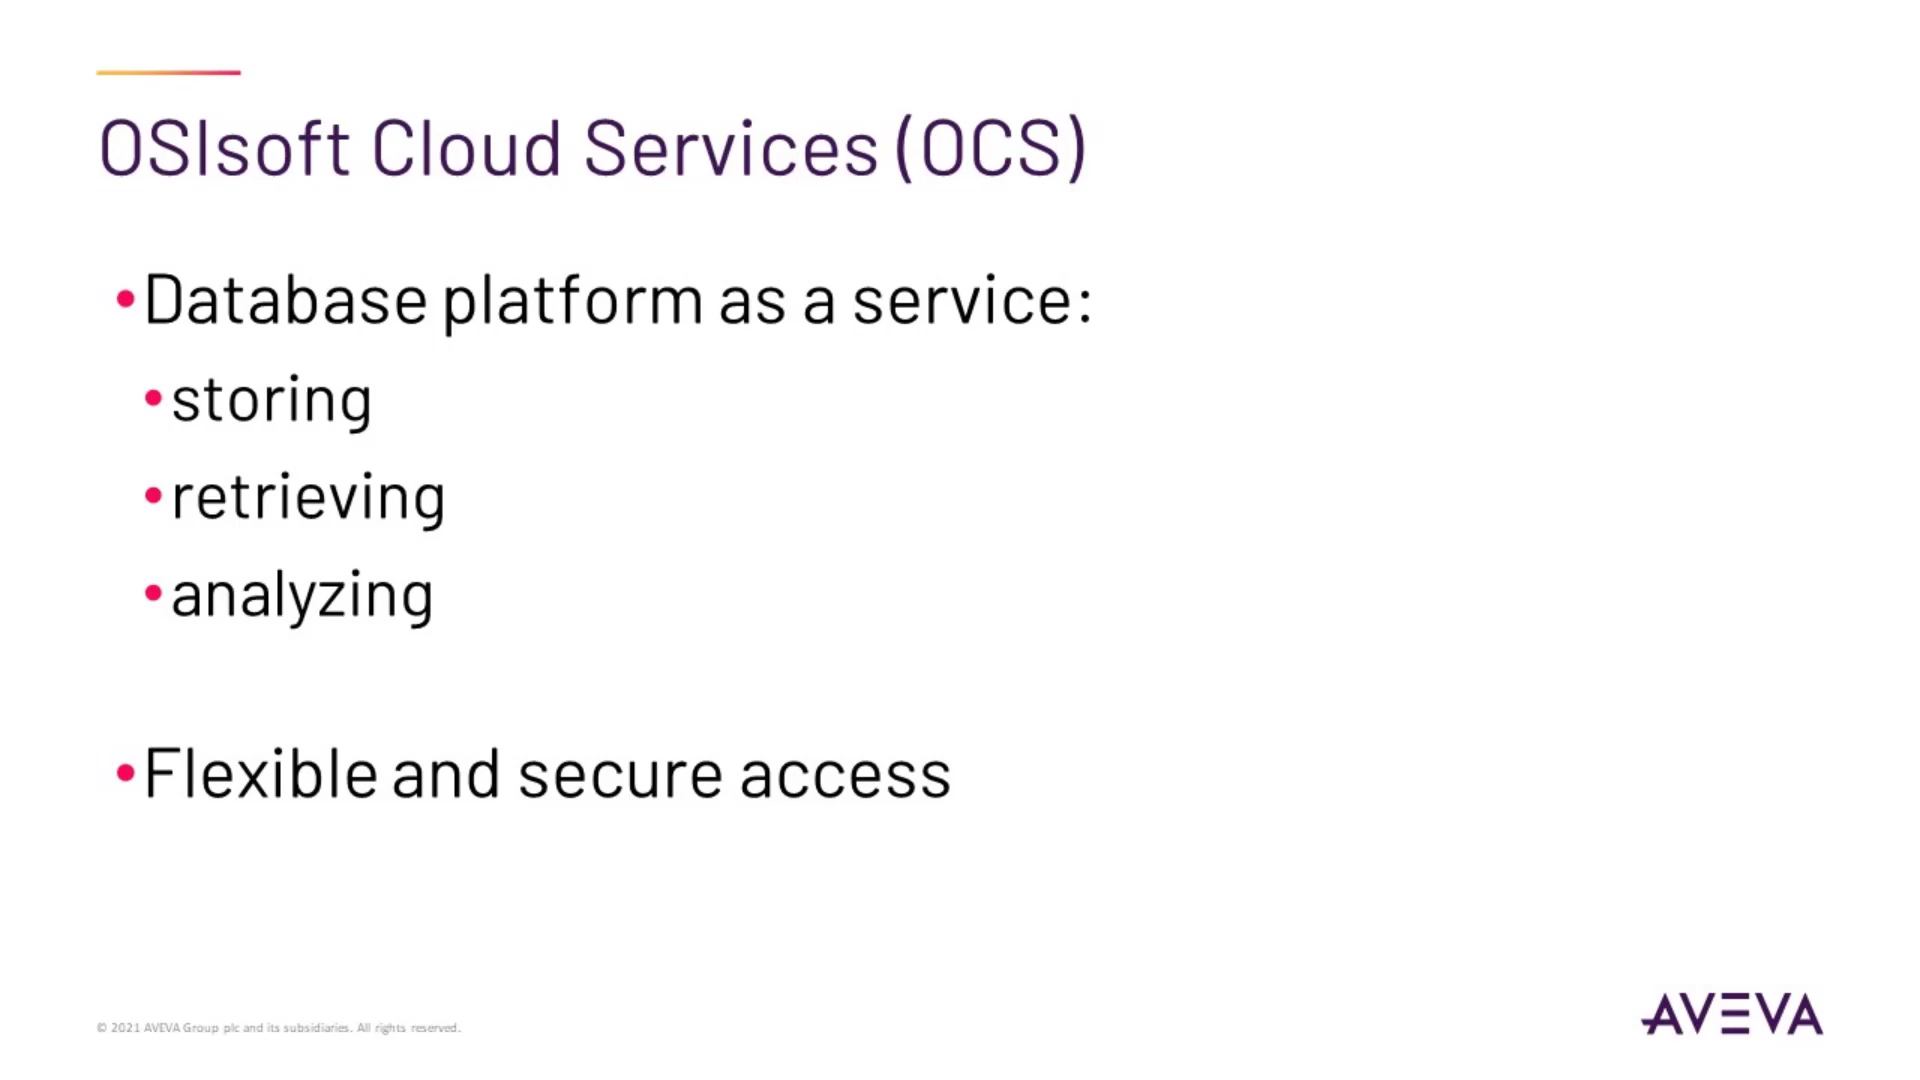 OSIsoft Cloud Services (OCS)
•Database platform as a service:
•storing
•retrieving
•analyzing
•Flexible and secure access
© 2021 AVEVA Group plc and its subsidiaries. All rights reserved.
AVEVA